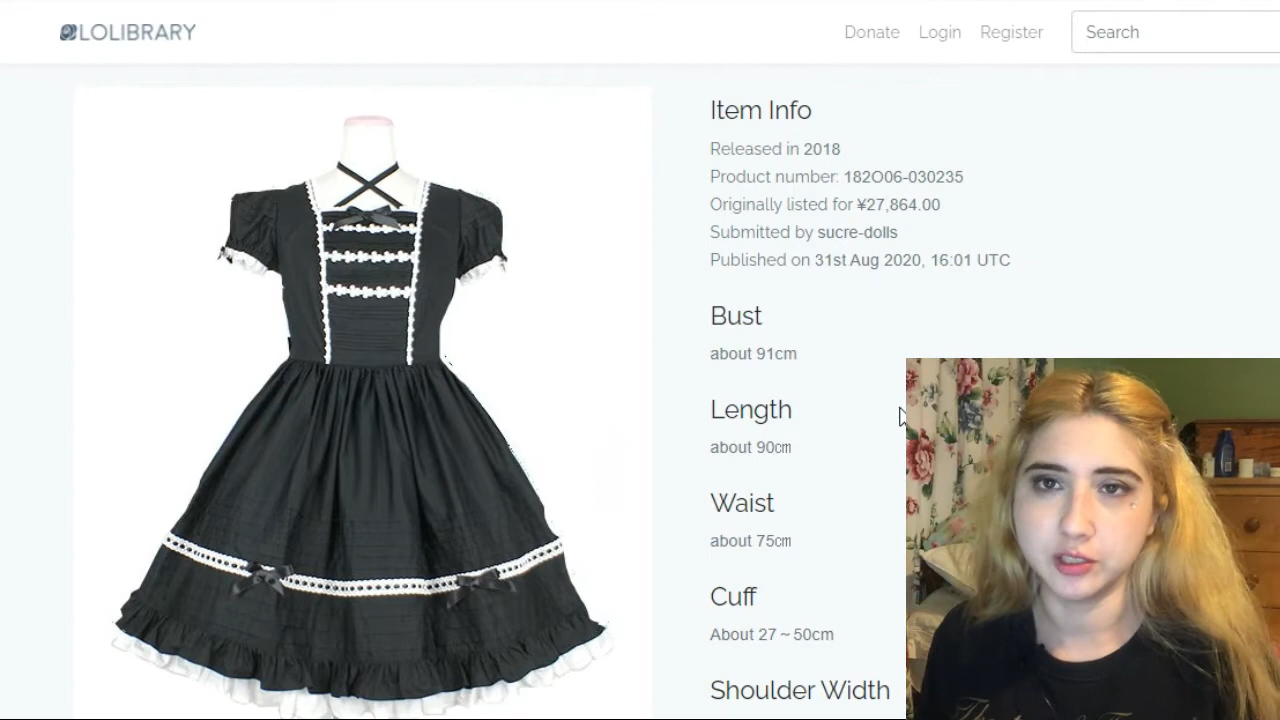 LOLIBRARY
Donate Login Register Search
Item Info
Released in 2018
Product number: 182O06-030235
Originally listed for ¥27,864.00
Submitted by sucre-dolls
Published on 31st Aug 2020, 16:01 UTC
Bust
about 91cm
Length
about 90㎝
Waist
about 75㎝
Cuff
About 27 ~ 50cm
Shoulder Width